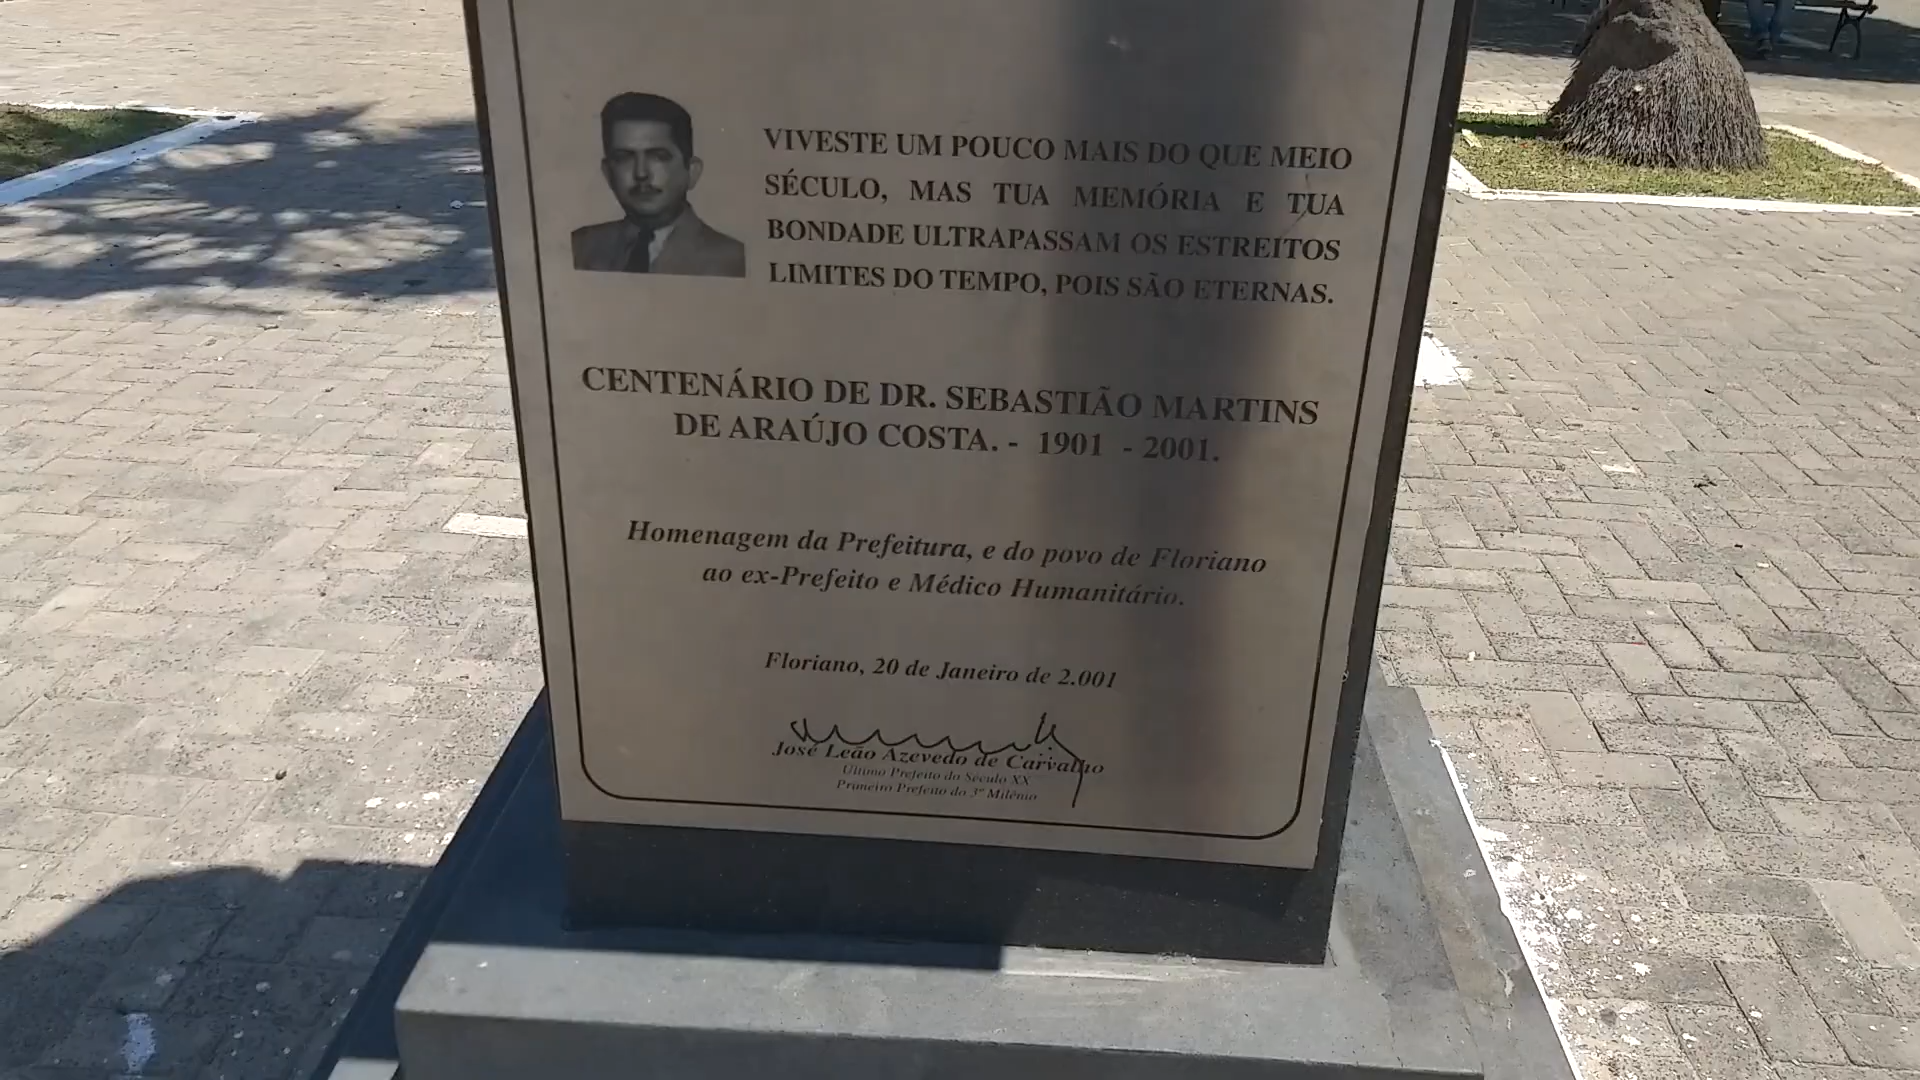 VIVESTE UM POUCO MAIS DO QUE MEIO
SÉCULO, MAS TUA MEMÓRIA E TUA
BONDADE ULTRAPASSAM OS ESTREITOS
LIMITES DO TEMPO, POIS SÃO ETERNAS.
CENTENÁRIO DE DR. SEBASTIÃO MARTINS
DE ARAÚJO COSTA. - 1901 - 2001.
Homenagem da Prefeitura, e do povo de Floriano
ao ex-Prefeito e Médico Humanitário.
Floriano, 20 de Janeiro de 2.001
José Leão Azevedo de Carvalho
Último Prefeito do Século XX
Primeiro Prefeito do 3º Milênio